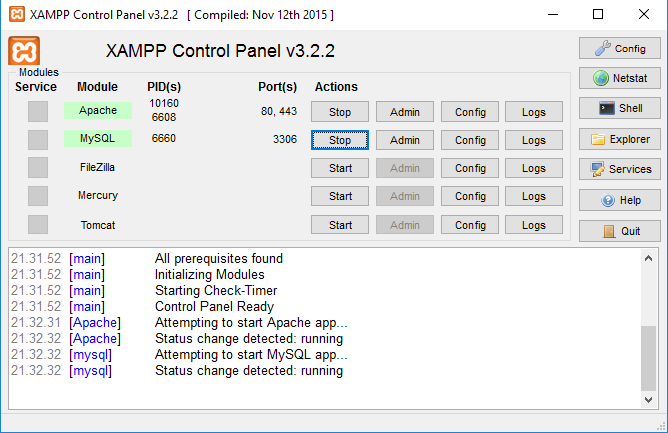 XAMPP Control Panel v3.2.2 [ Compiled: Nov 12th 2015 ]
XAMPP Control Panel v3.2.2
Config
Modules
Service Module PID(s) Port(s) Actions
Netstat
Apache 10160 6608 80, 443 Stop Admin Config Logs
Shell
MySQL 6660 3306 Stop Admin Config Logs
Explorer
FileZilla Start Admin Config Logs
Services
Mercury Start Admin Config Logs
Help
Tomcat Start Admin Config Logs
Quit
21.31.52 [main] All prerequisites found
21.31.52 [main] Initializing Modules
21.31.52 [main] Starting Check-Timer
21.31.52 [main] Control Panel Ready
21.32.31 [Apache] Attempting to start Apache app...
21.32.32 [Apache] Status change detected: running
21.32.32 [mysql] Attempting to start MySQL app...
21.32.32 [mysql] Status change detected: running